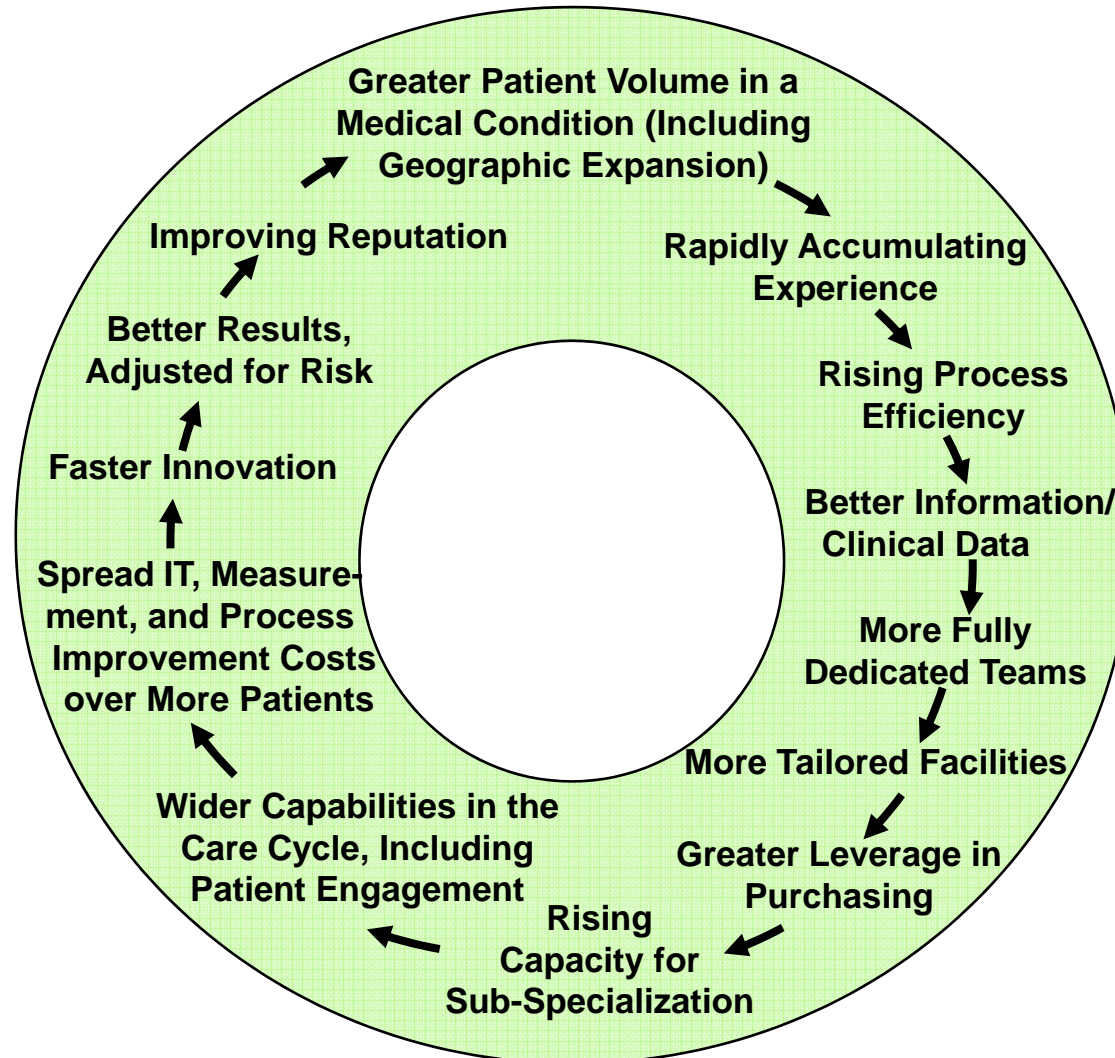 Greater Patient Volume in a
Medical Condition (Including
Geographic Expansion)
Rapidly Accumulating
Experience
Rising Process
Efficiency
Better Information/
Clinical Data
More Fully
Dedicated Teams
More Tailored Facilities
Greater Leverage in
Purchasing
Rising
Capacity for
Sub-Specialization
Wider Capabilities in the
Care Cycle, Including
Patient Engagement
Spread IT, Measure-
ment, and Process
Improvement Costs
over More Patients
Faster Innovation
Better Results,
Adjusted for Risk
Improving Reputation